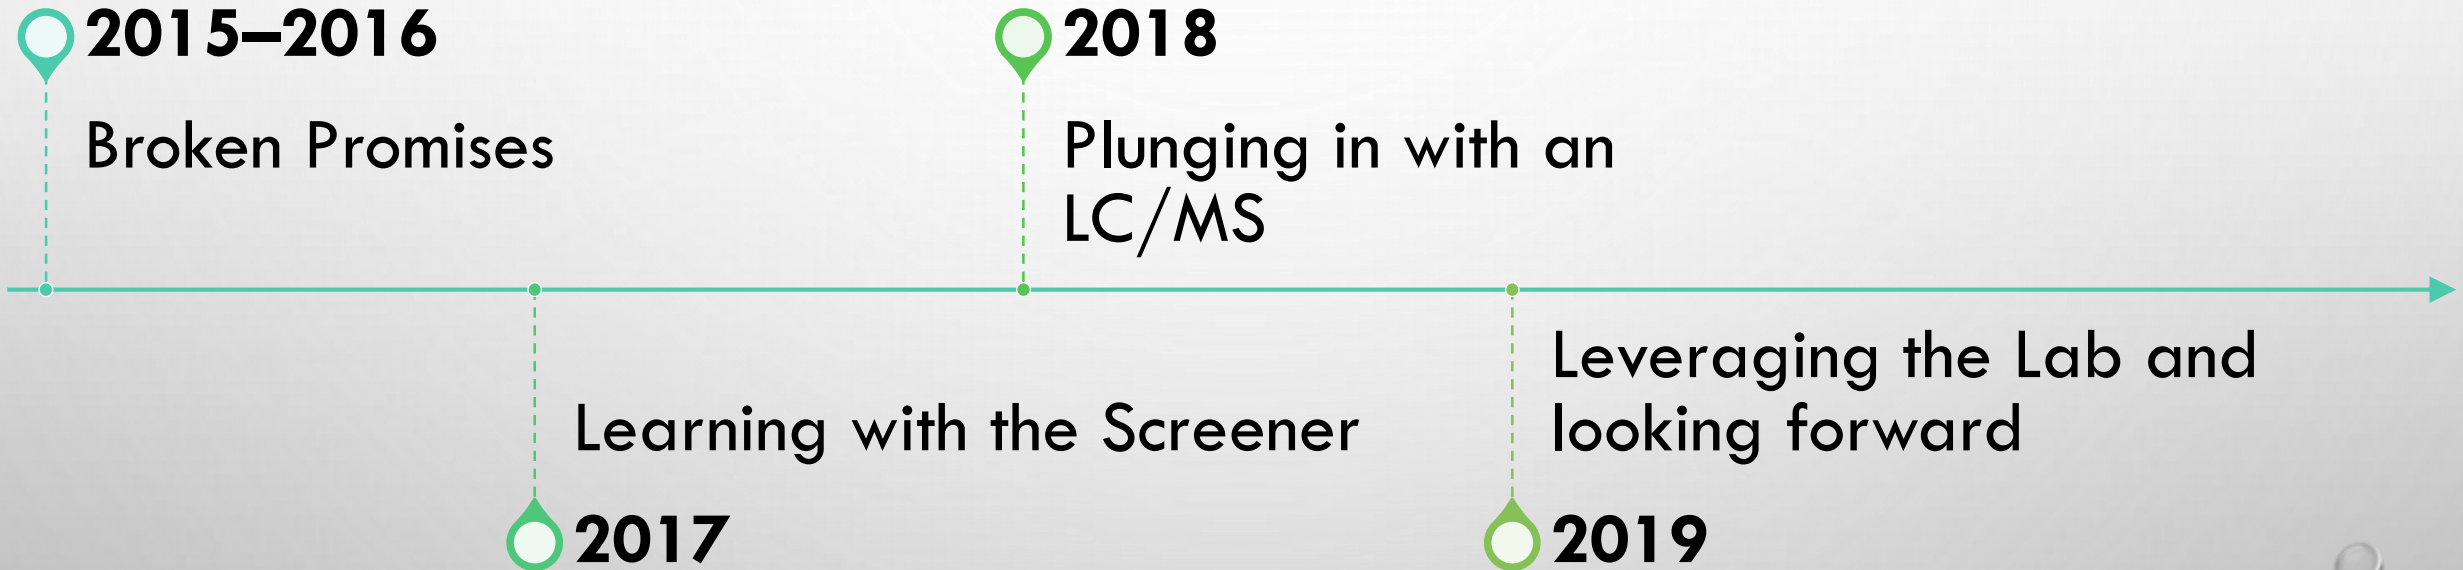 2015–2016
Broken Promises
Learning with the Screener
2017
2018
Plunging in with an
LC/MS
Leveraging the Lab and
looking forward
2019